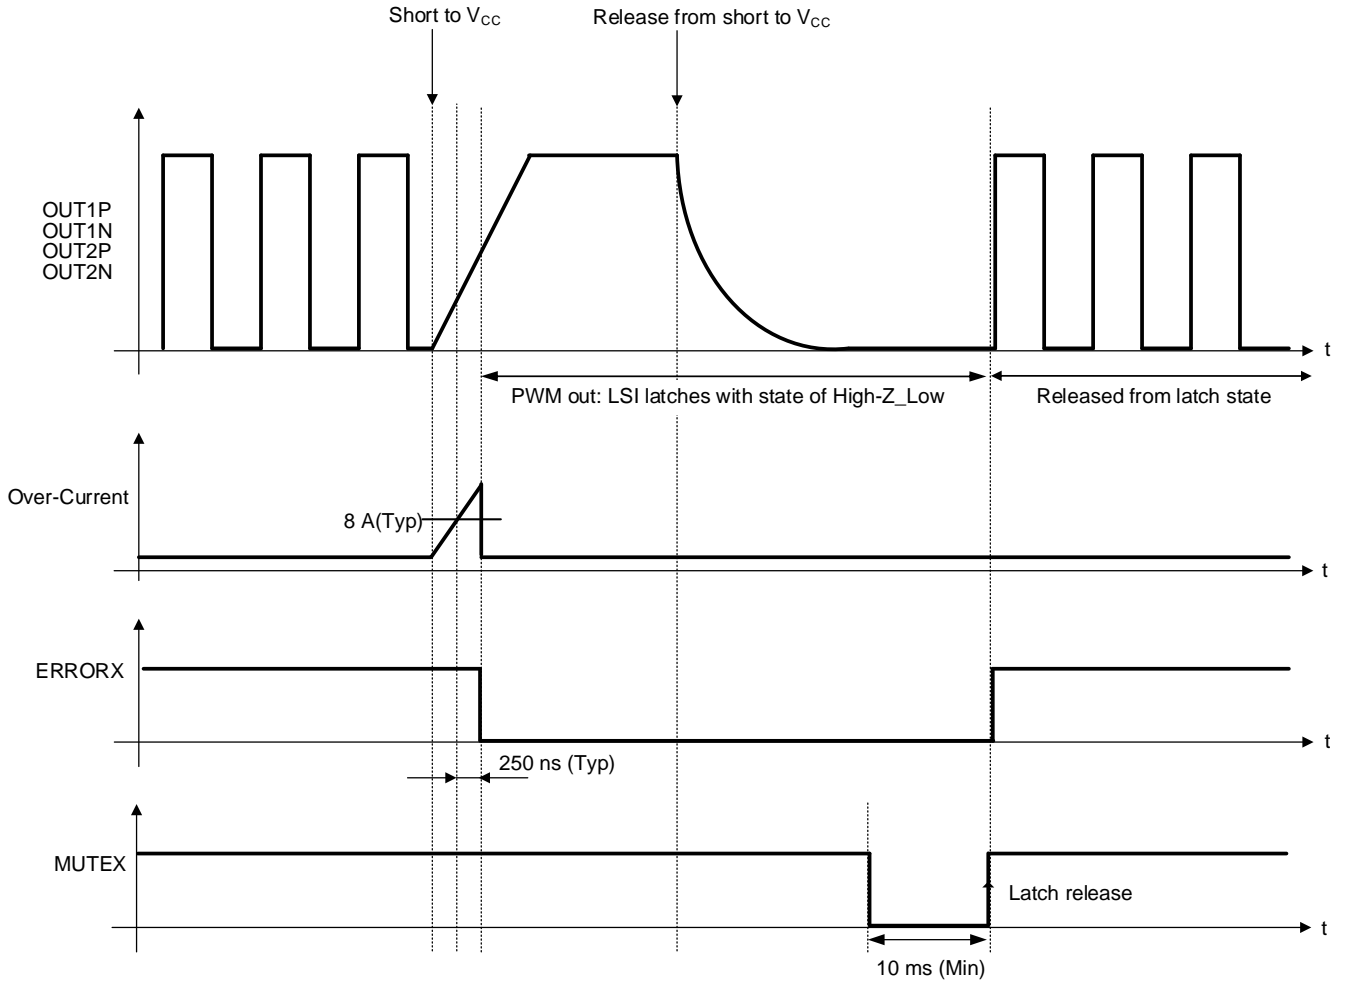 Short to VCC
Release from short to VCC
OUT1P
OUT1N
OUT2P
OUT2N
t
PWM out: LSI latches with state of High-Z_Low
Released from latch state
Over-Current
8 A(Typ)
t
ERRORX
t
250 ns (Typ)
MUTEX
Latch release
t
10 ms (Min)